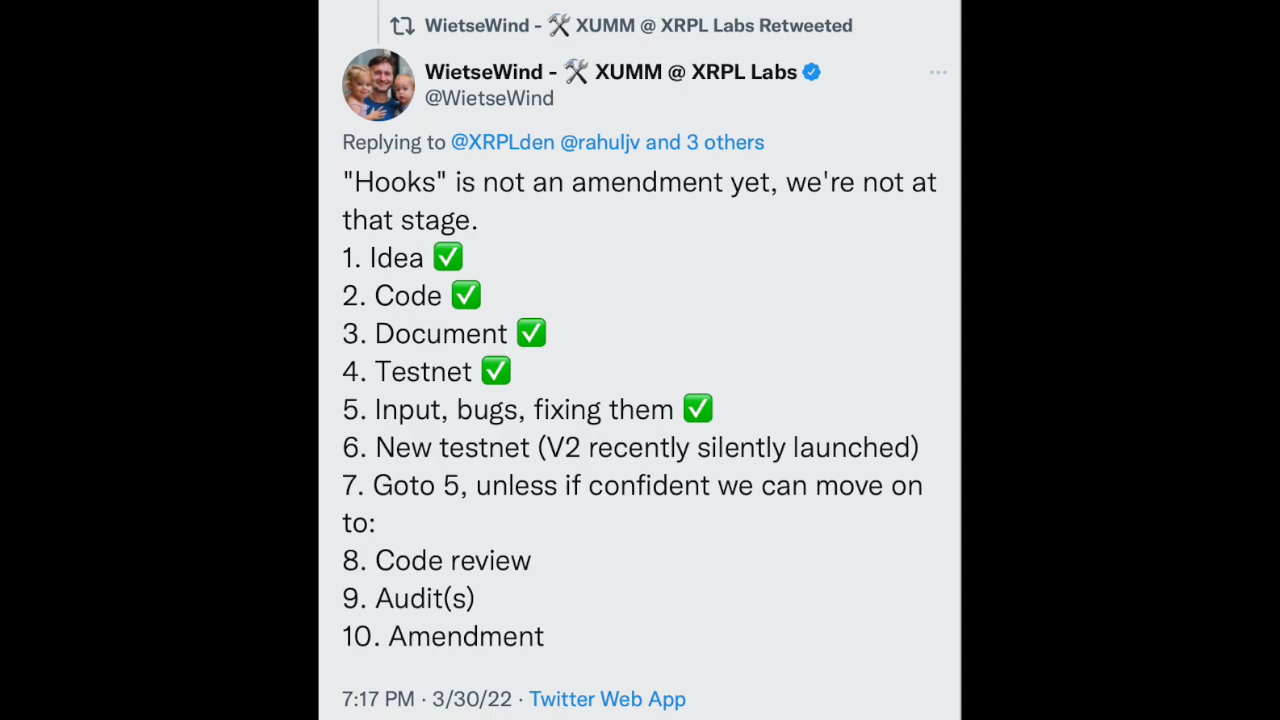 WietseWind - 🛠 XUMM @ XRPL Labs Retweeted
WietseWind - 🛠 XUMM @ XRPL Labs
@WietseWind
Replying to @XRPLden @rahuljv and 3 others
"Hooks" is not an amendment yet, we're not at
that stage.
1. Idea ✅
2. Code ✅
3. Document ✅
4. Testnet ✅
5. Input, bugs, fixing them ✅
6. New testnet (V2 recently silently launched)
7. Goto 5, unless if confident we can move on
to:
8. Code review
9. Audit(s)
10. Amendment
7:17 PM · 3/30/22 · Twitter Web App